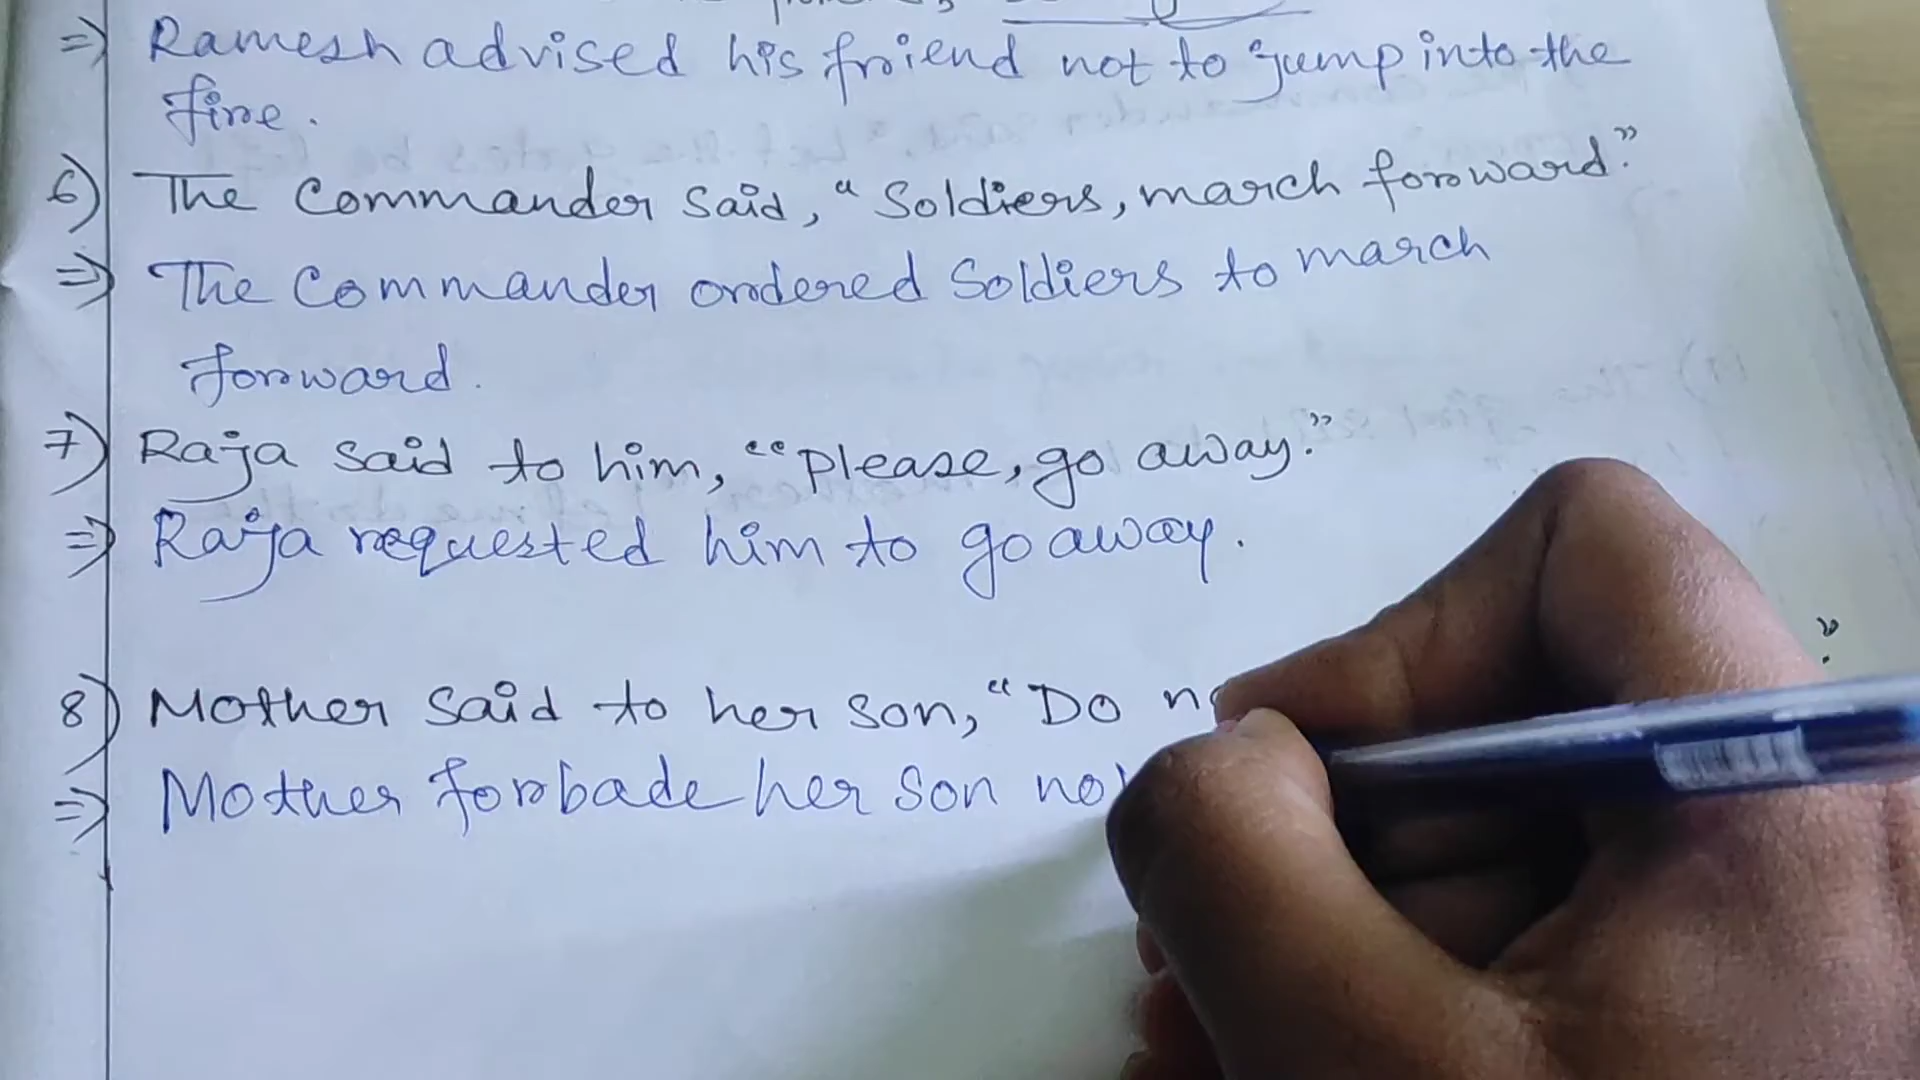 =) Ramesh advised his friend not to jump into the
fire.
6) The Commander said, "Soldiers, march forward."
=) The Commander ordered Soldiers to march
forward.
7) Raja said to him, "please, go away."
=) Raja requested him to go away.
8) Mother said to her son, "Do
=) Mother forbade her son